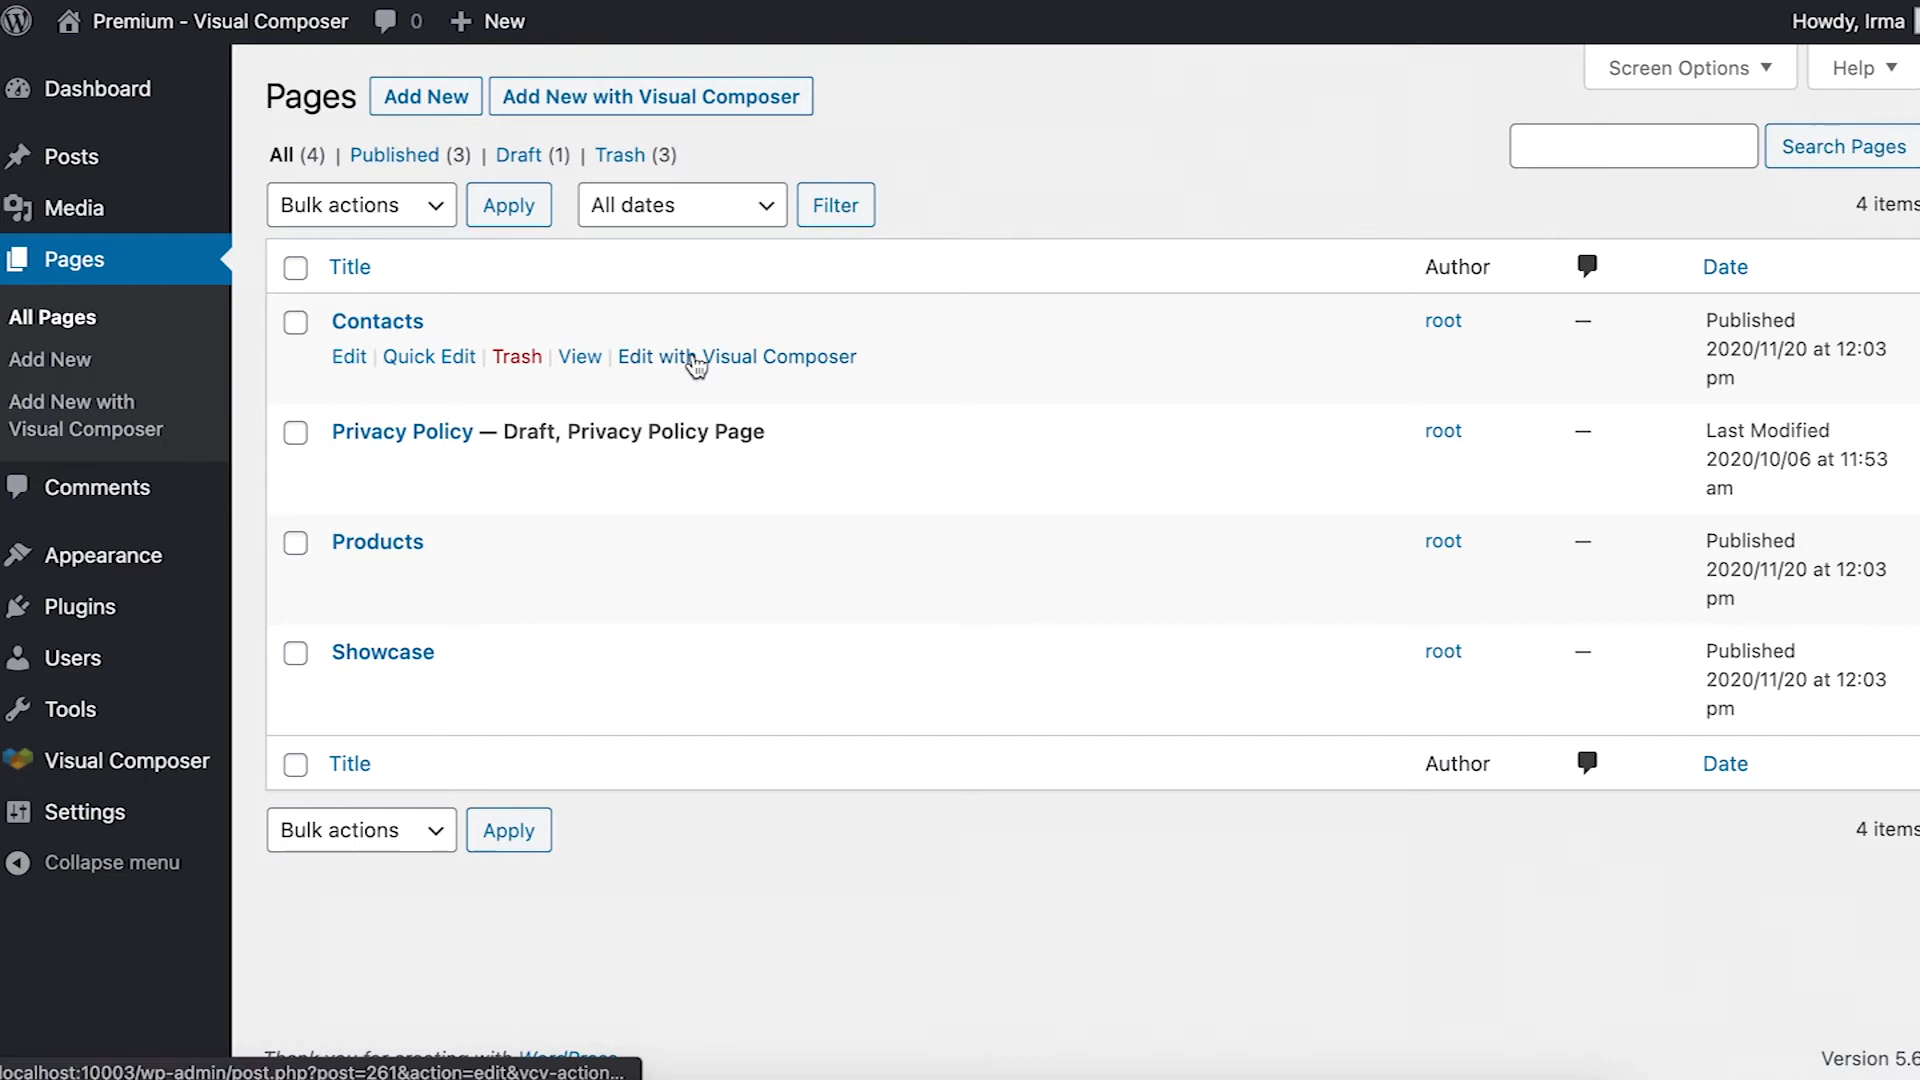 Premium - Visual Composer 0 New Howdy, Irma
Dashboard
Posts
Media
Pages
All Pages
Add New
Add New with
Visual Composer
Comments
Appearance
Plugins
Users
Tools
Visual Composer
Settings
Collapse menu
Screen Options Help
Pages Add New Add New with Visual Composer
All (4) | Published (3) | Draft (1) | Trash (3)
Search Pages
Bulk actions Apply All dates Filter 4 items
Title Author Date
Contacts root — Published
2020/11/20 at 12:03
pm
Edit | Quick Edit | Trash | View | Edit with Visual Composer
Privacy Policy — Draft, Privacy Policy Page root — Last Modified
2020/10/06 at 11:53
am
Products root — Published
2020/11/20 at 12:03
pm
Showcase root — Published
2020/11/20 at 12:03
pm
Title Author Date
Bulk actions Apply 4 items
Thank you for creating with WordPress Version 5.6
localhost:10003/wp-admin/post.php?post=261&action=edit&vcv-action...